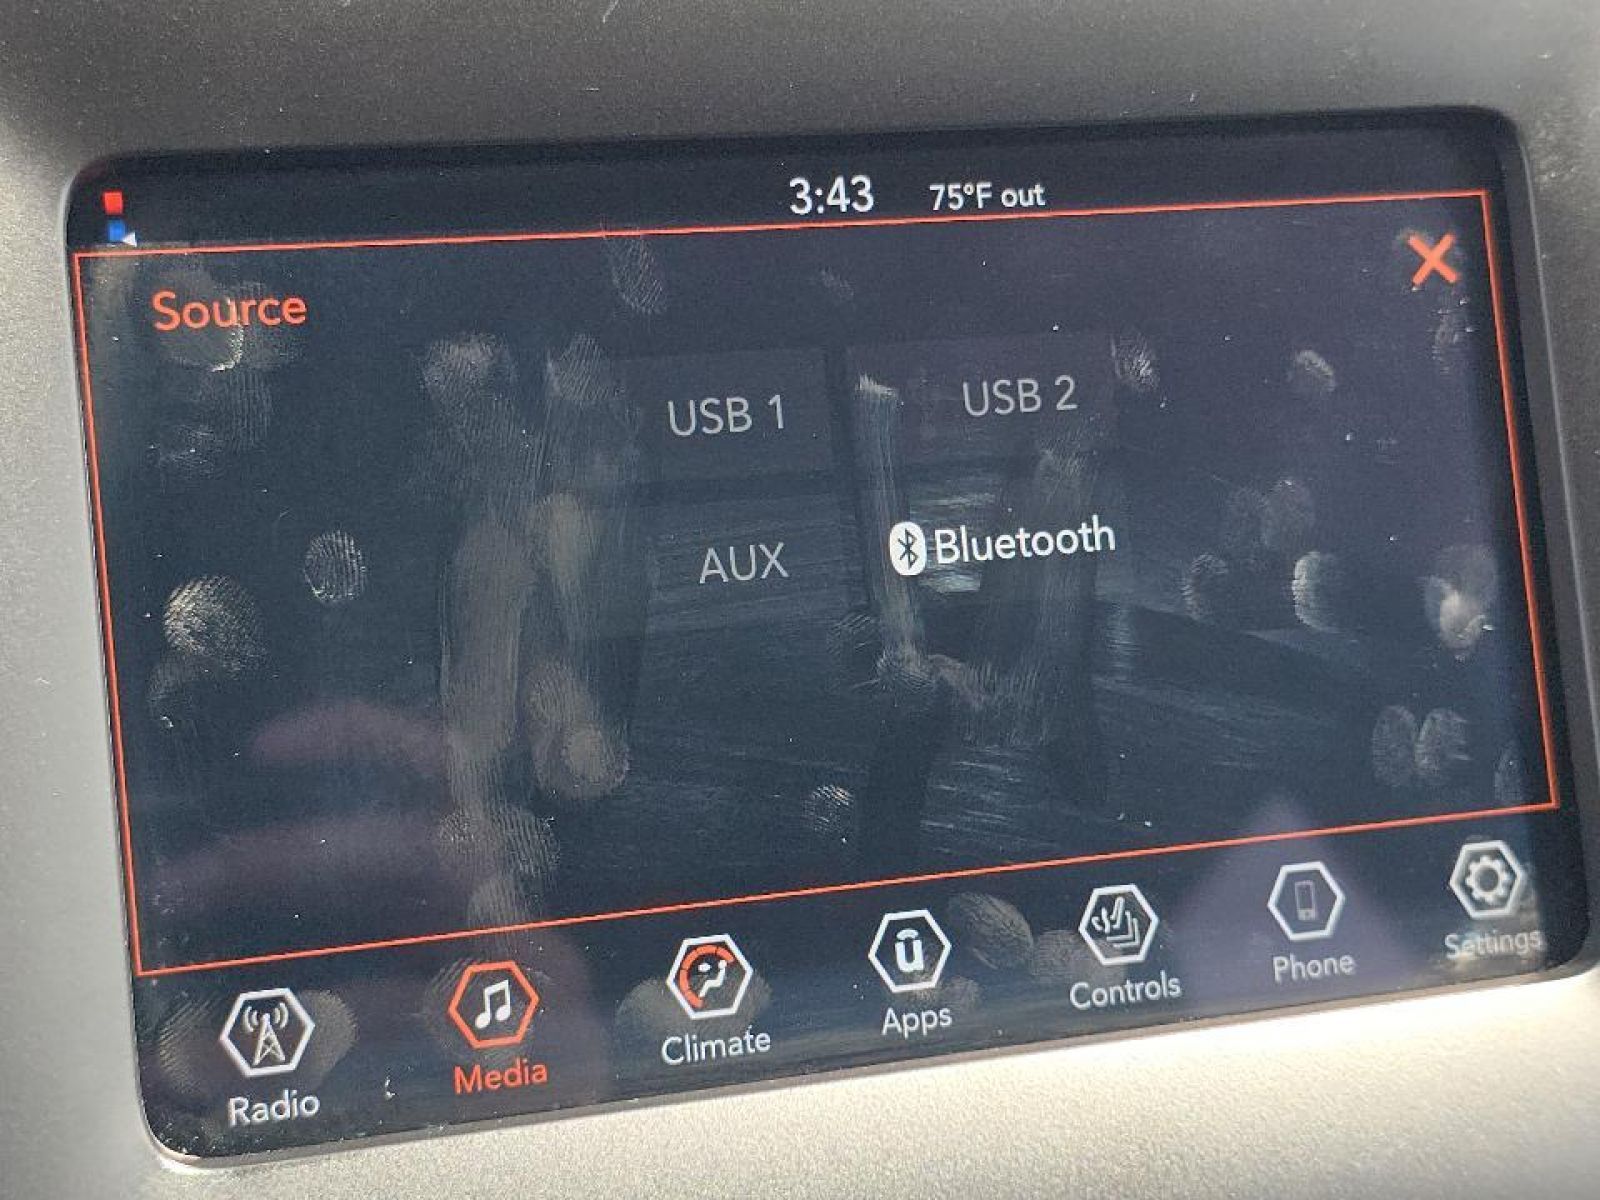 3:43 75°F out
Source
USB 1 USB 2
AUX Bluetooth
Radio Media Climate Apps Controls Phone Settings